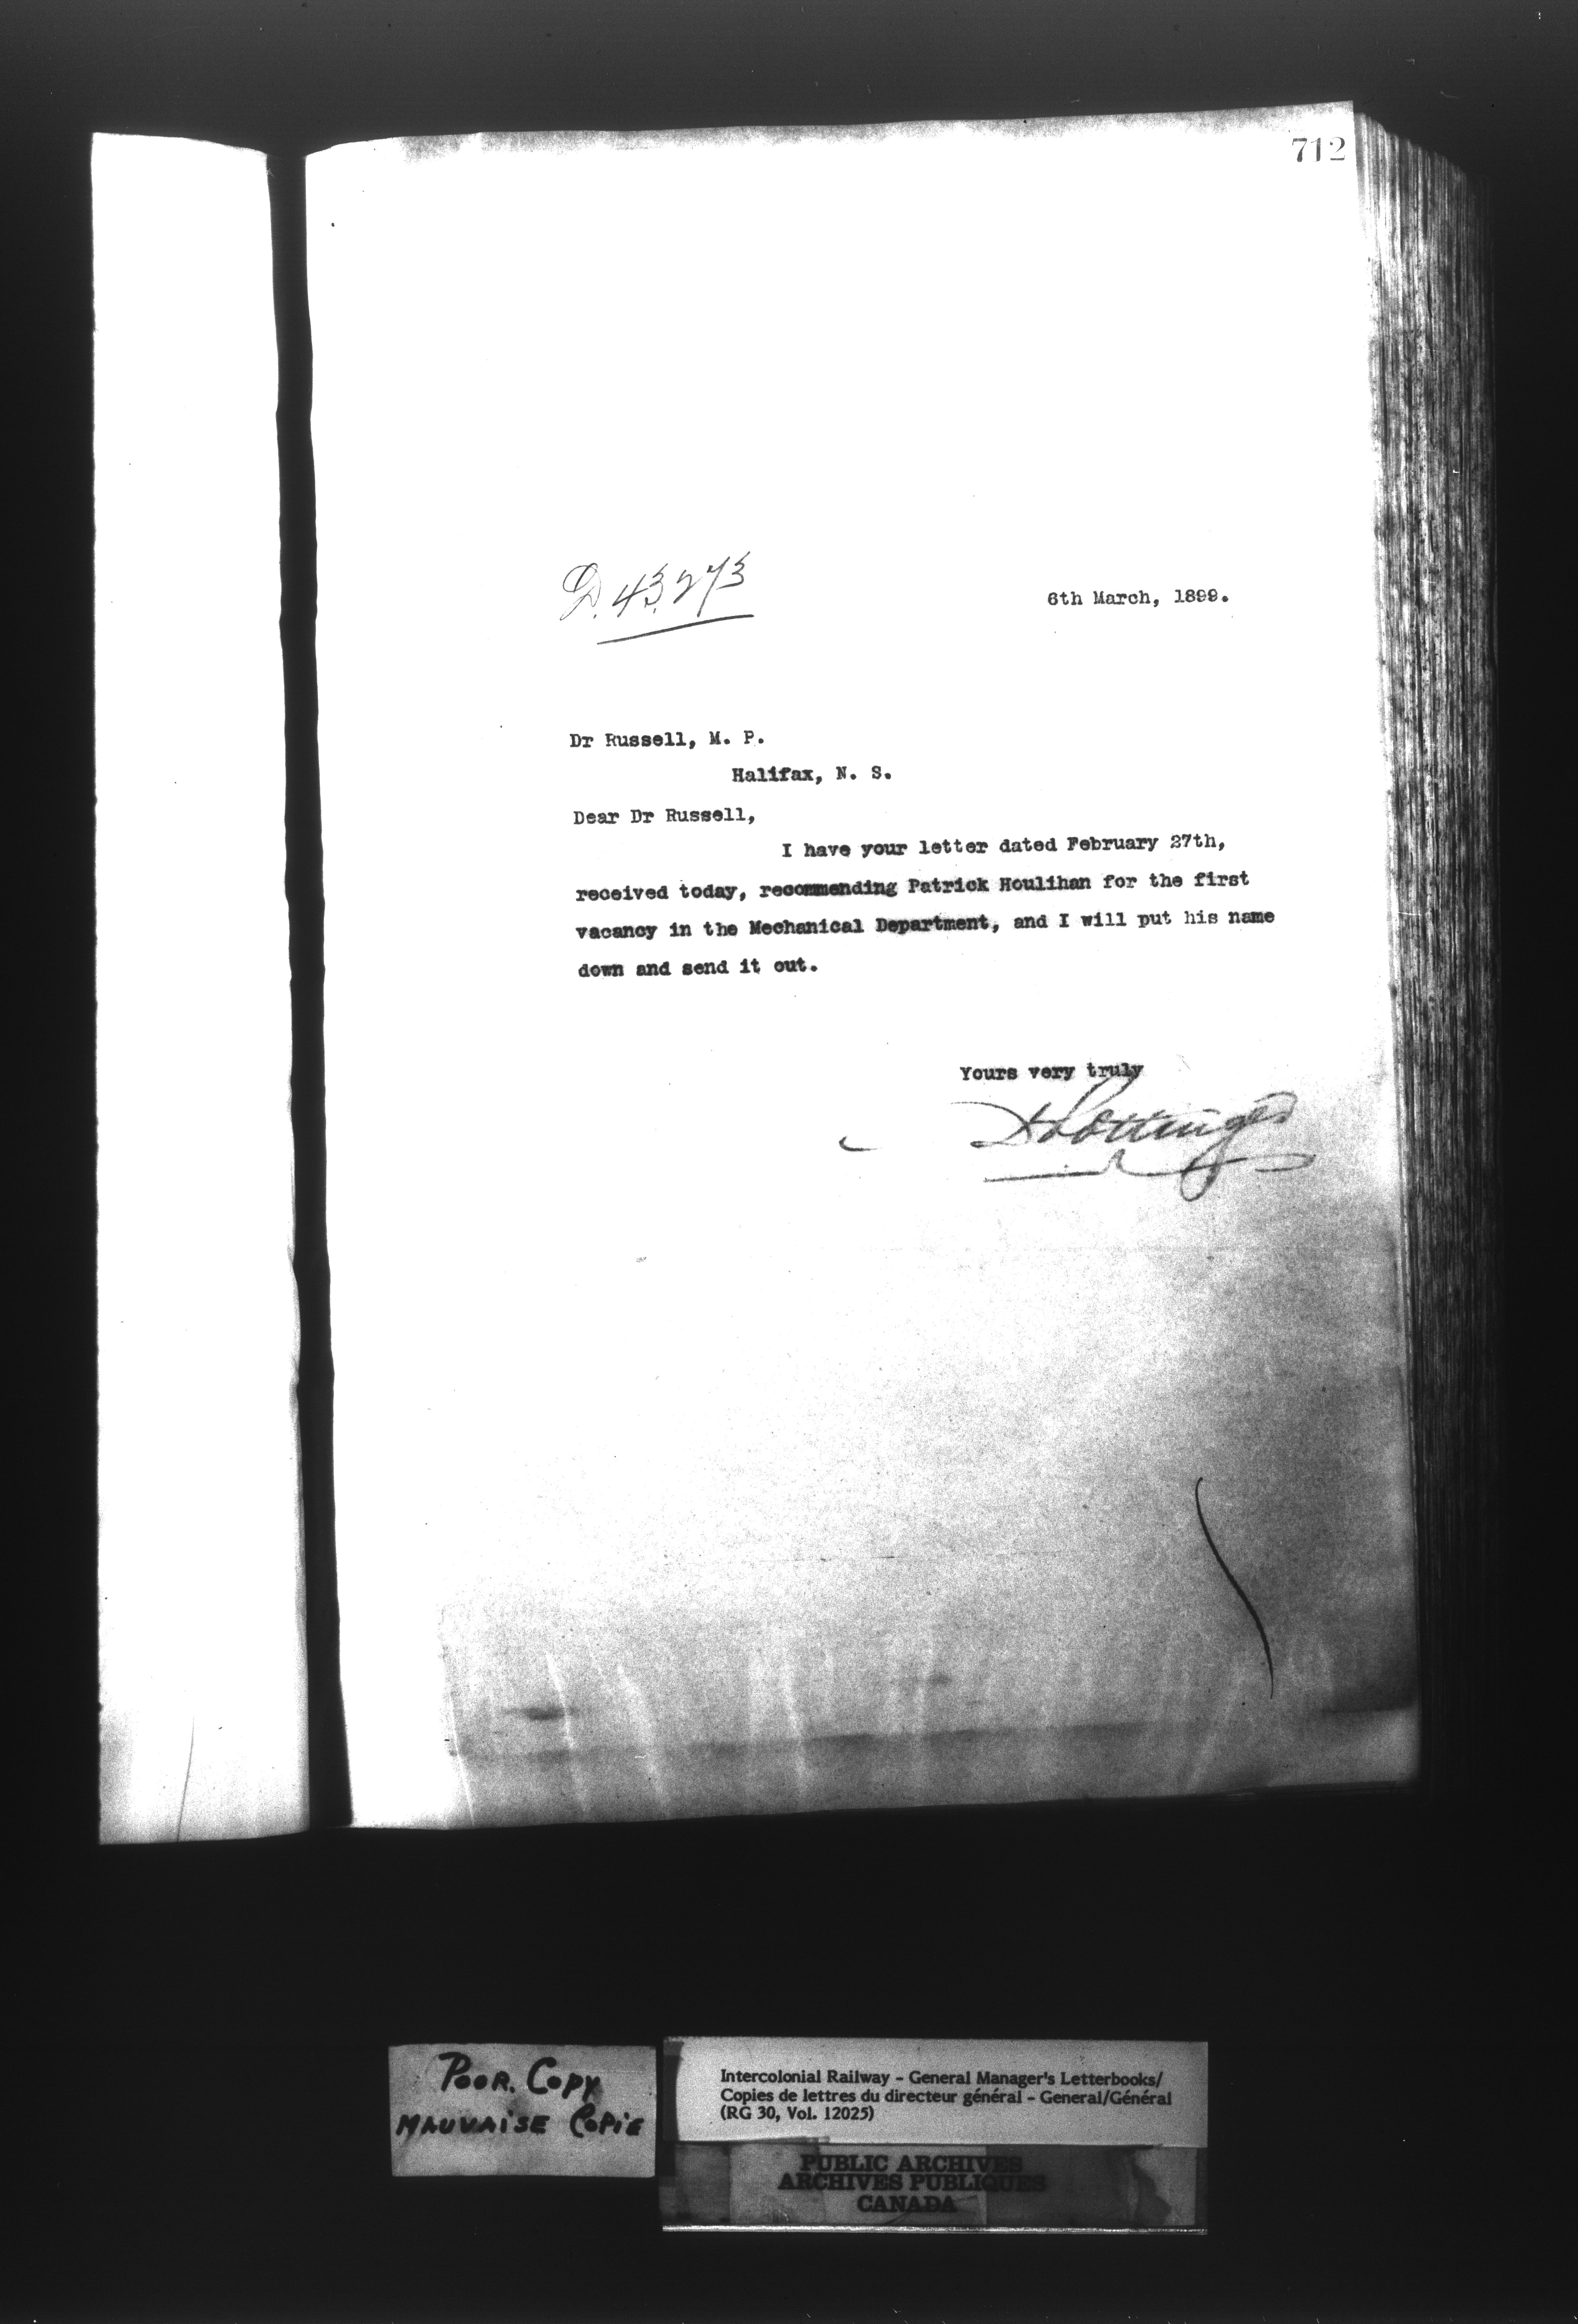 712
D. 43273
6th March, 1899.
Dr Russell, M. P.
Halifax, N. S.
Dear Dr Russell,
I have your letter dated February 27th,
received today, recommending Patrick Houlihan for the first
vacancy in the Mechanical Department, and I will put his name
down and send it out.
Yours very truly
D Pottinger
POOR. COPY
MAUVAISE COPIE
Intercolonial Railway - General Manager's Letterbooks/
Copies de lettres du directeur général - General/Général
(RG 30, Vol. 12025)
PUBLIC ARCHIVES
ARCHIVES PUBLIQUES
CANADA